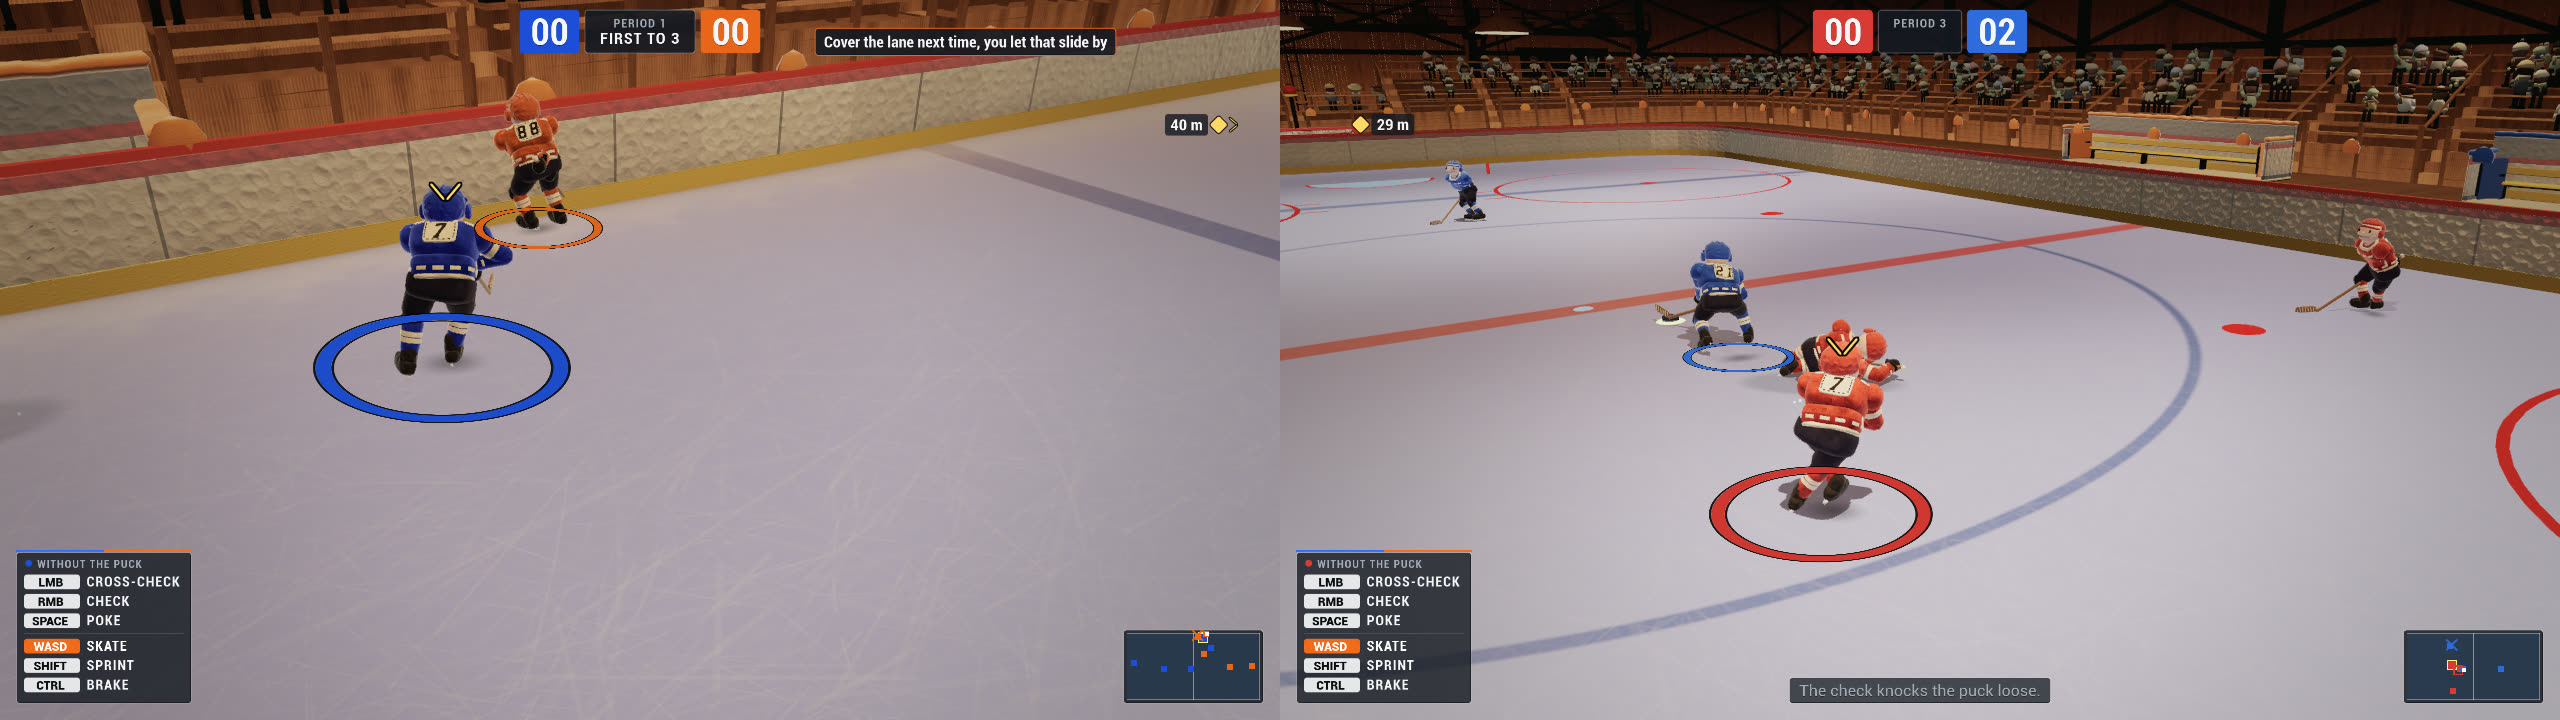 00
PERIOD 1
FIRST TO 3
00
Cover the lane next time, you let that slide by
40 m
88
7
WITHOUT THE PUCK
LMB CROSS-CHECK
RMB CHECK
SPACE POKE
WASD SKATE
SHIFT SPRINT
CTRL BRAKE
00
PERIOD 3
02
29 m
21
7
WITHOUT THE PUCK
LMB CROSS-CHECK
RMB CHECK
SPACE POKE
WASD SKATE
SHIFT SPRINT
CTRL BRAKE
The check knocks the puck loose.